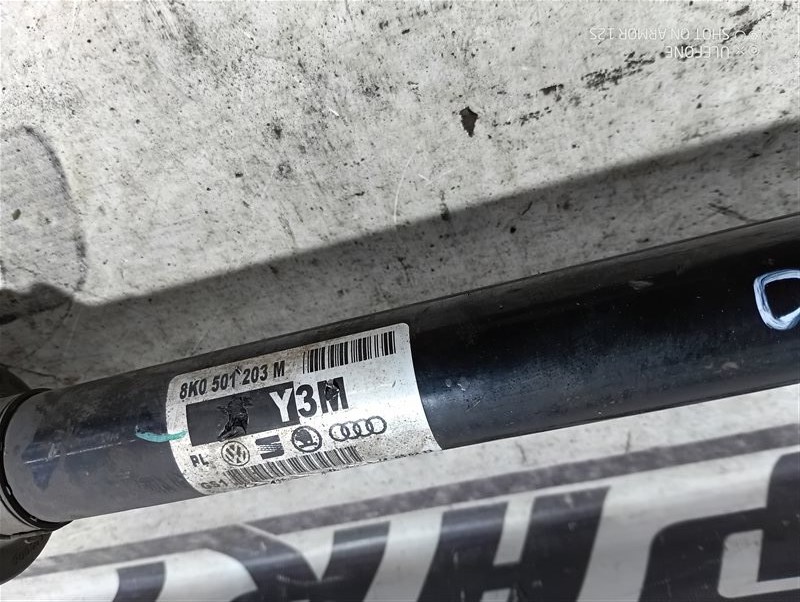 ULEFONE
SHOT ON ARMOR 12S
8K0 501 203 M
Y3M
PL